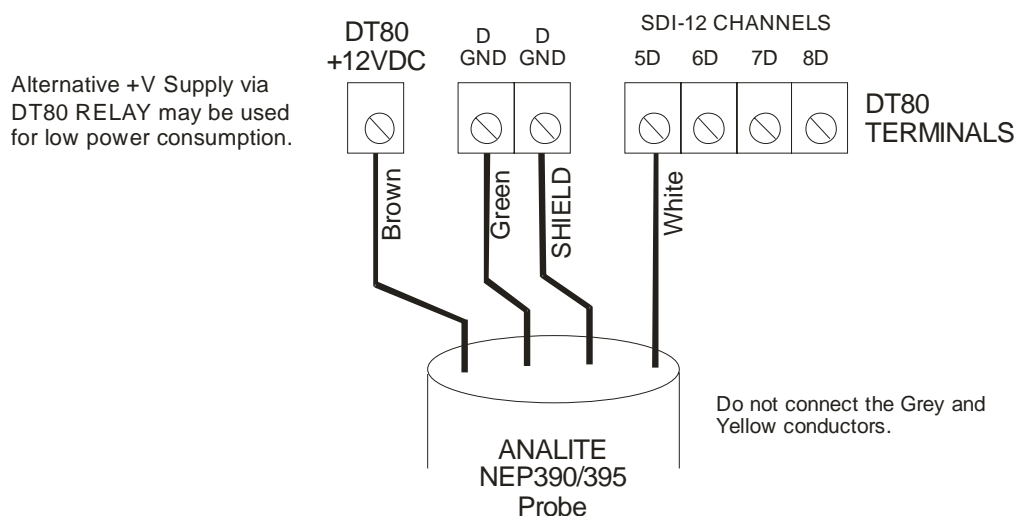 Alternative +V Supply via
DT80 RELAY may be used
for low power consumption.
DT80
+12VDC
D
GND
D
GND
SDI-12 CHANNELS
5D
6D
7D
8D
DT80
TERMINALS
Brown
Green
SHIELD
White
Do not connect the Grey and
Yellow conductors.
ANALITE
NEP390/395
Probe